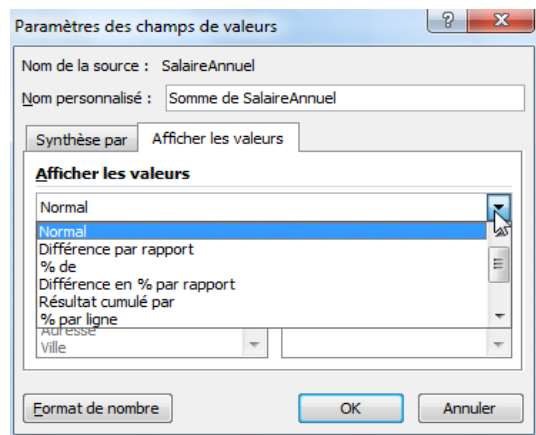 Paramètres des champs de valeurs
Nom de la source : SalaireAnnuel
Nom personnalisé : Somme de SalaireAnnuel
Synthèse par Afficher les valeurs
Afficher les valeurs
Normal
Normal
Différence par rapport
% de
Différence en % par rapport
Résultat cumulé par
% par ligne
Adresse
Ville
Format de nombre OK Annuler